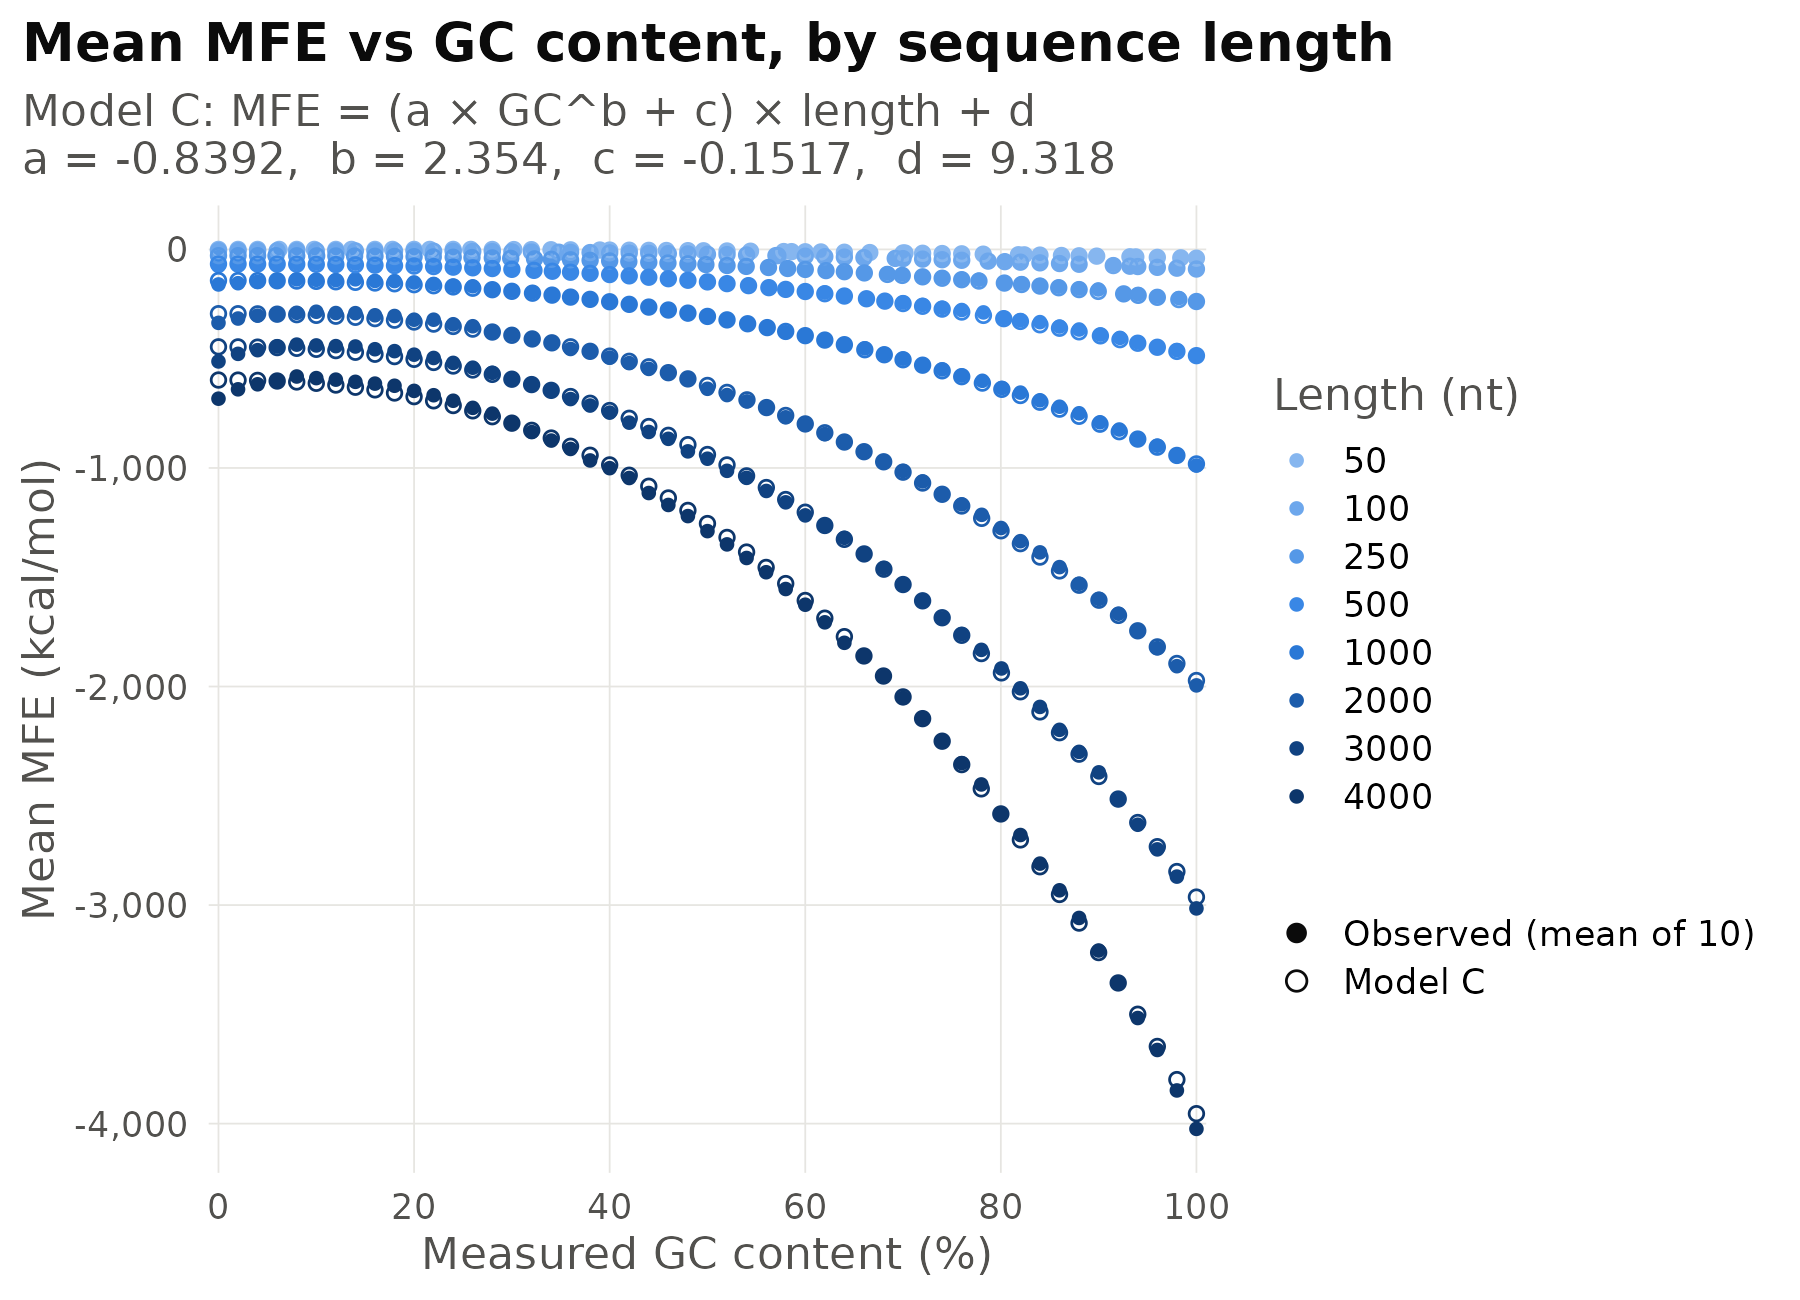 Mean MFE vs GC content, by sequence length
Model C: MFE = (a × GC^b + c) × length + d
a = -0.8392,  b = 2.354,  c = -0.1517,  d = 9.318
Mean MFE (kcal/mol)
0
-1,000
-2,000
-3,000
-4,000
0 20 40 60 80 100
Measured GC content (%)
Length (nt)
50
100
250
500
1000
2000
3000
4000
Observed (mean of 10)
Model C